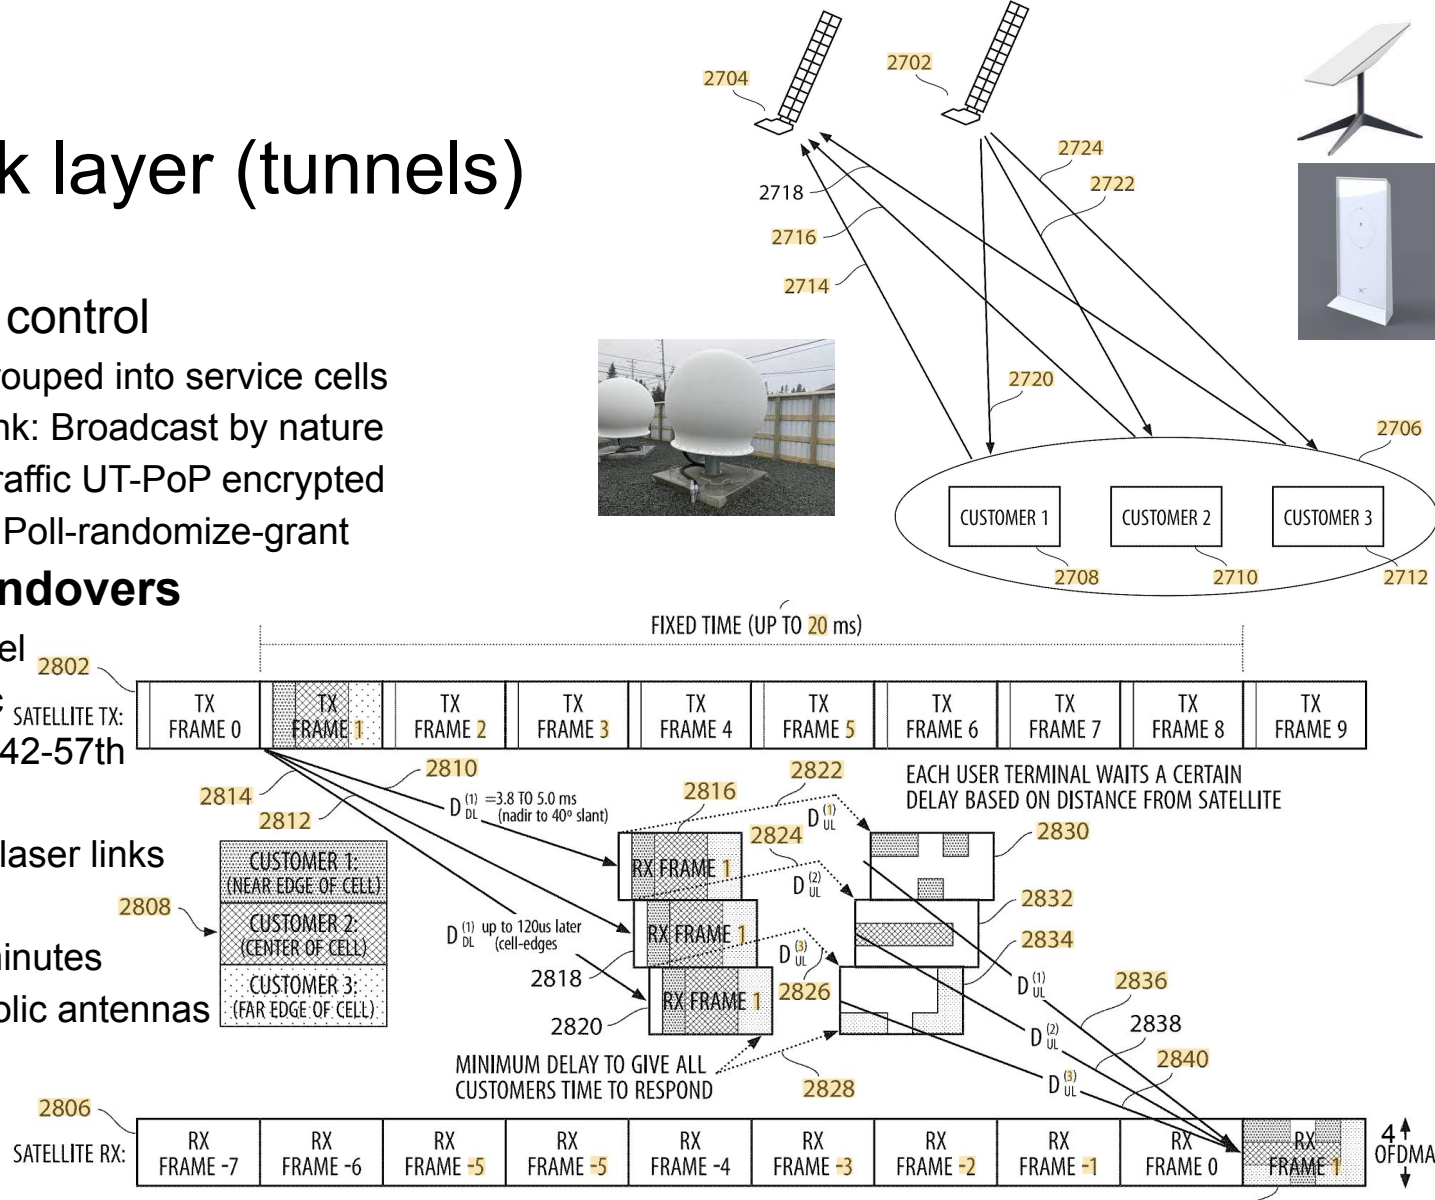 k layer (tunnels)
control
rouped into service cells
nk: Broadcast by nature
raffic UT-PoP encrypted
Poll-randomize-grant
ndovers
el
42-57th
laser links
ninutes
olic antennas
2704
2702
2724
2718
2722
2716
2714
2720
2706
CUSTOMER 1
CUSTOMER 2
CUSTOMER 3
2708
2710
2712
FIXED TIME (UP TO 20 ms)
2802
SATELLITE TX:
TX FRAME 0
TX FRAME 1
TX FRAME 2
TX FRAME 3
TX FRAME 4
TX FRAME 5
TX FRAME 6
TX FRAME 7
TX FRAME 8
TX FRAME 9
2810
2814
2812
D DL (1) =3.8 TO 5.0 ms
(nadir to 40º slant)
2816
2822
D UL (1)
EACH USER TERMINAL WAITS A CERTAIN
DELAY BASED ON DISTANCE FROM SATELLITE
2824
2830
CUSTOMER 1:
(NEAR EDGE OF CELL)
CUSTOMER 2:
(CENTER OF CELL)
CUSTOMER 3:
(FAR EDGE OF CELL)
2808
RX FRAME 1
D UL (2)
2832
D DL (1) up to 120us later
(cell-edges
RX FRAME 1
2834
D UL (3)
2818
2826
RX FRAME 1
2820
D UL (1)
2836
2838
D UL (2)
2840
D UL (3)
MINIMUM DELAY TO GIVE ALL
CUSTOMERS TIME TO RESPOND
2828
2806
SATELLITE RX:
RX FRAME -7
RX FRAME -6
RX FRAME -5
RX FRAME -5
RX FRAME -4
RX FRAME -3
RX FRAME -2
RX FRAME -1
RX FRAME 0
RX FRAME 1
4
OFDMA